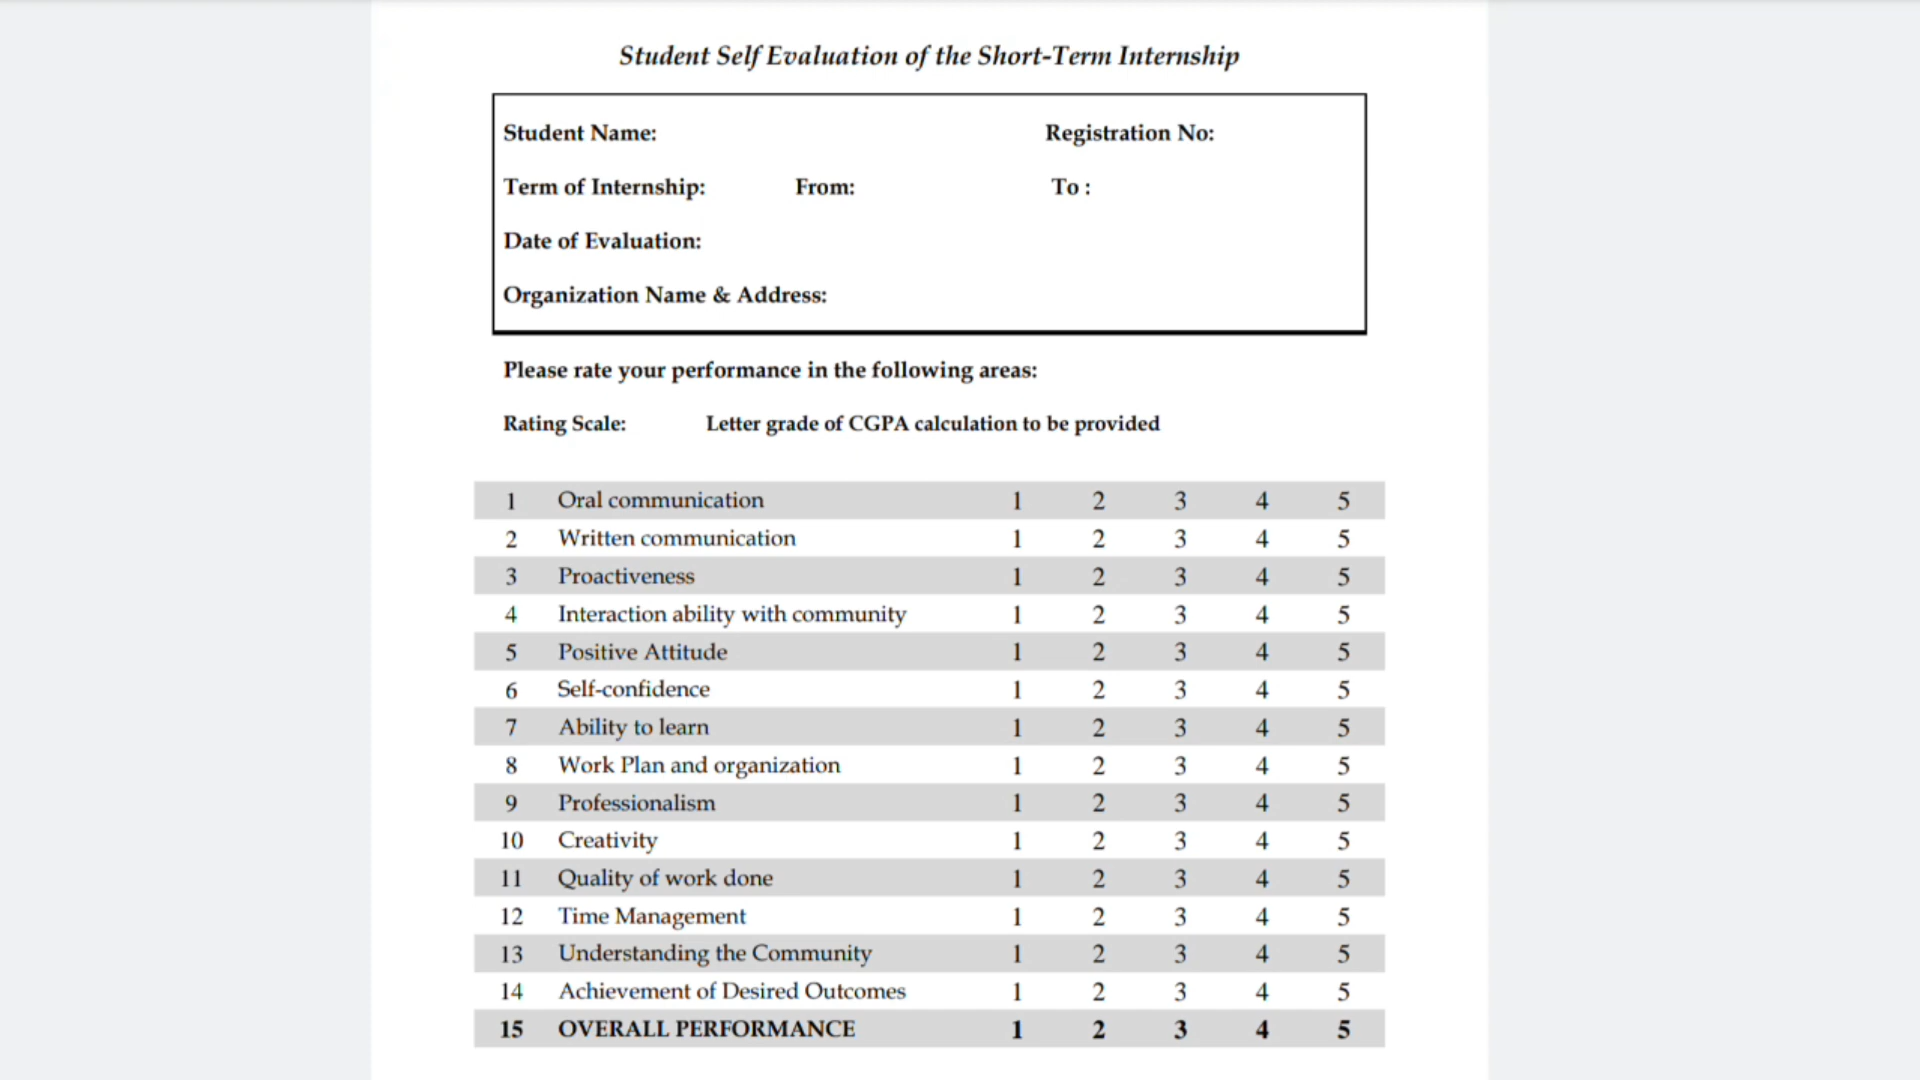 Student Self Evaluation of the Short-Term Internship
Student Name: Registration No:
Term of Internship: From: To :
Date of Evaluation:
Organization Name & Address:
Please rate your performance in the following areas:
Rating Scale: Letter grade of CGPA calculation to be provided
1 Oral communication 1 2 3 4 5
2 Written communication 1 2 3 4 5
3 Proactiveness 1 2 3 4 5
4 Interaction ability with community 1 2 3 4 5
5 Positive Attitude 1 2 3 4 5
6 Self-confidence 1 2 3 4 5
7 Ability to learn 1 2 3 4 5
8 Work Plan and organization 1 2 3 4 5
9 Professionalism 1 2 3 4 5
10 Creativity 1 2 3 4 5
11 Quality of work done 1 2 3 4 5
12 Time Management 1 2 3 4 5
13 Understanding the Community 1 2 3 4 5
14 Achievement of Desired Outcomes 1 2 3 4 5
15 OVERALL PERFORMANCE 1 2 3 4 5